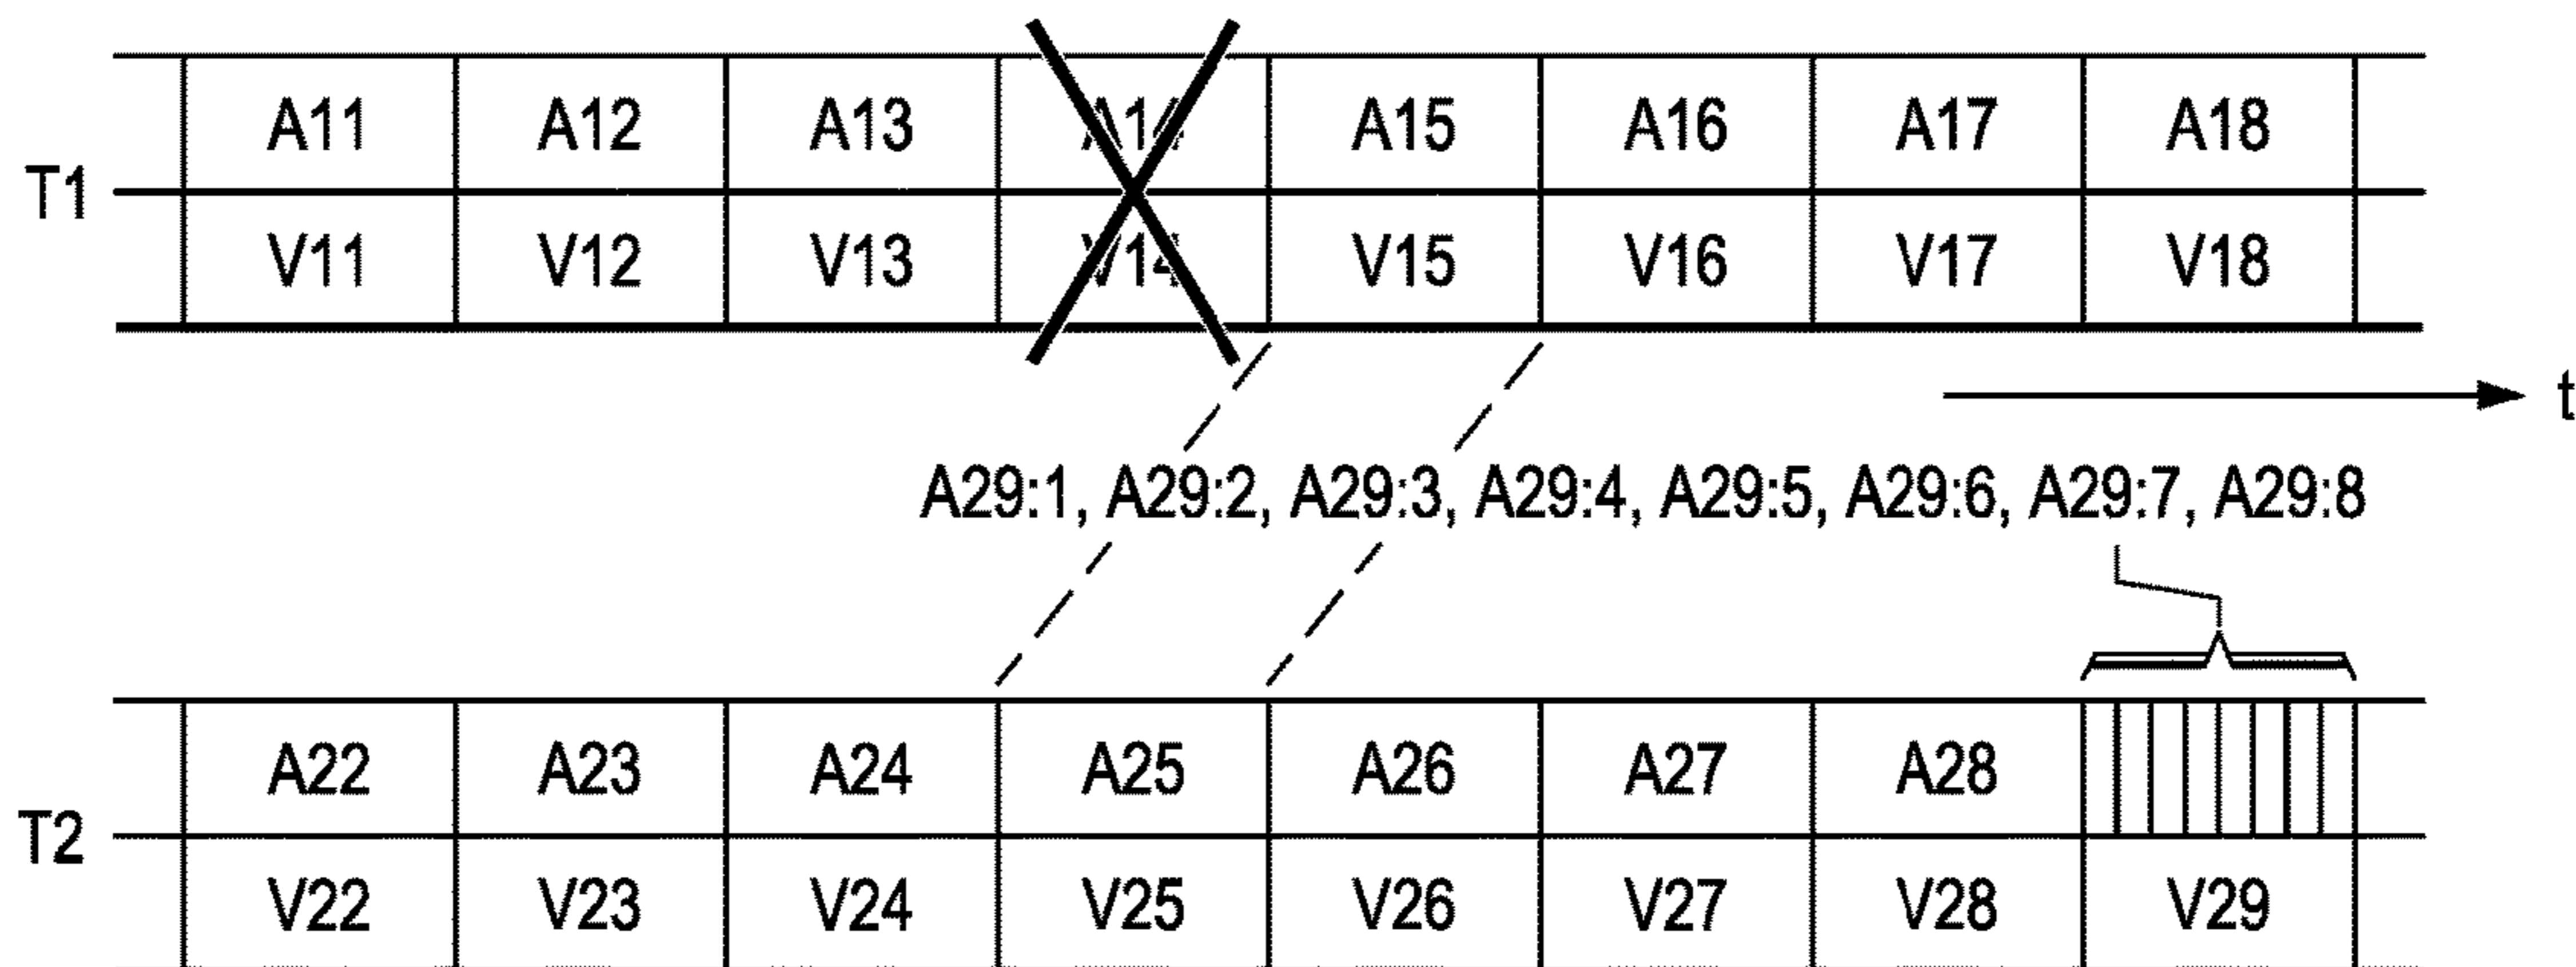 A11 A12 A13 A14 A15 A16 A17 A18
T1
V11 V12 V13 V14 V15 V16 V17 V18
t
A29:1, A29:2, A29:3, A29:4, A29:5, A29:6, A29:7, A29:8
A22 A23 A24 A25 A26 A27 A28
T2
V22 V23 V24 V25 V26 V27 V28 V29